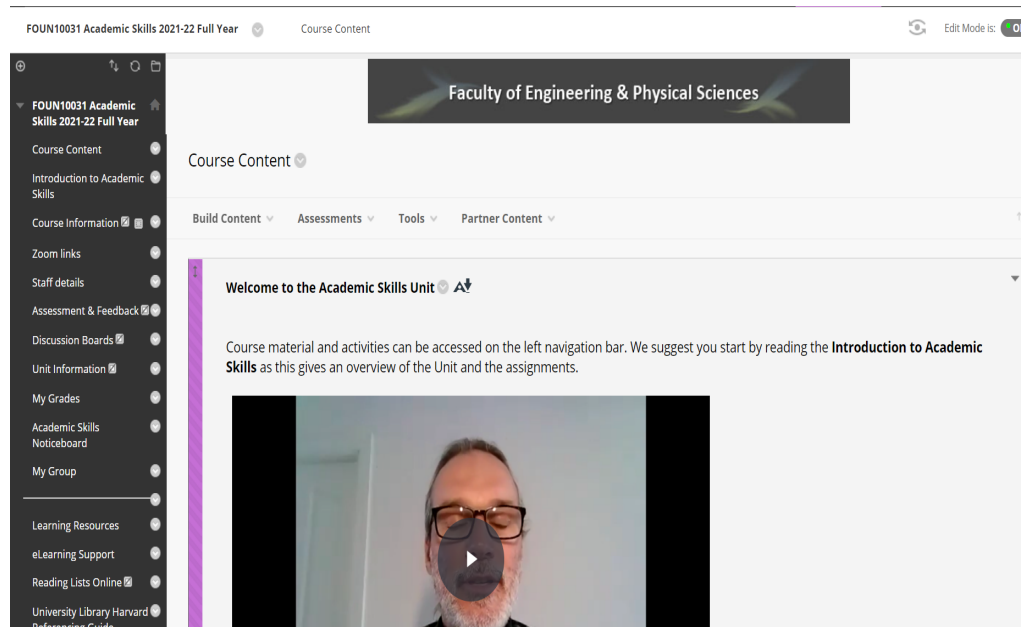 FOUN10031 Academic Skills 2021-22 Full Year
Course Content
Edit Mode is:
FOUN10031 Academic
Skills 2021-22 Full Year
Course Content
Introduction to Academic
Skills
Course Information
Zoom links
Staff details
Assessment & Feedback
Discussion Boards
Unit Information
My Grades
Academic Skills
Noticeboard
My Group
Learning Resources
eLearning Support
Reading Lists Online
University Library Harvard
Referencing Guide
Faculty of Engineering & Physical Sciences
Course Content
Build Content
Assessments
Tools
Partner Content
Welcome to the Academic Skills Unit
Course material and activities can be accessed on the left navigation bar. We suggest you start by reading the Introduction to Academic
Skills as this gives an overview of the Unit and the assignments.